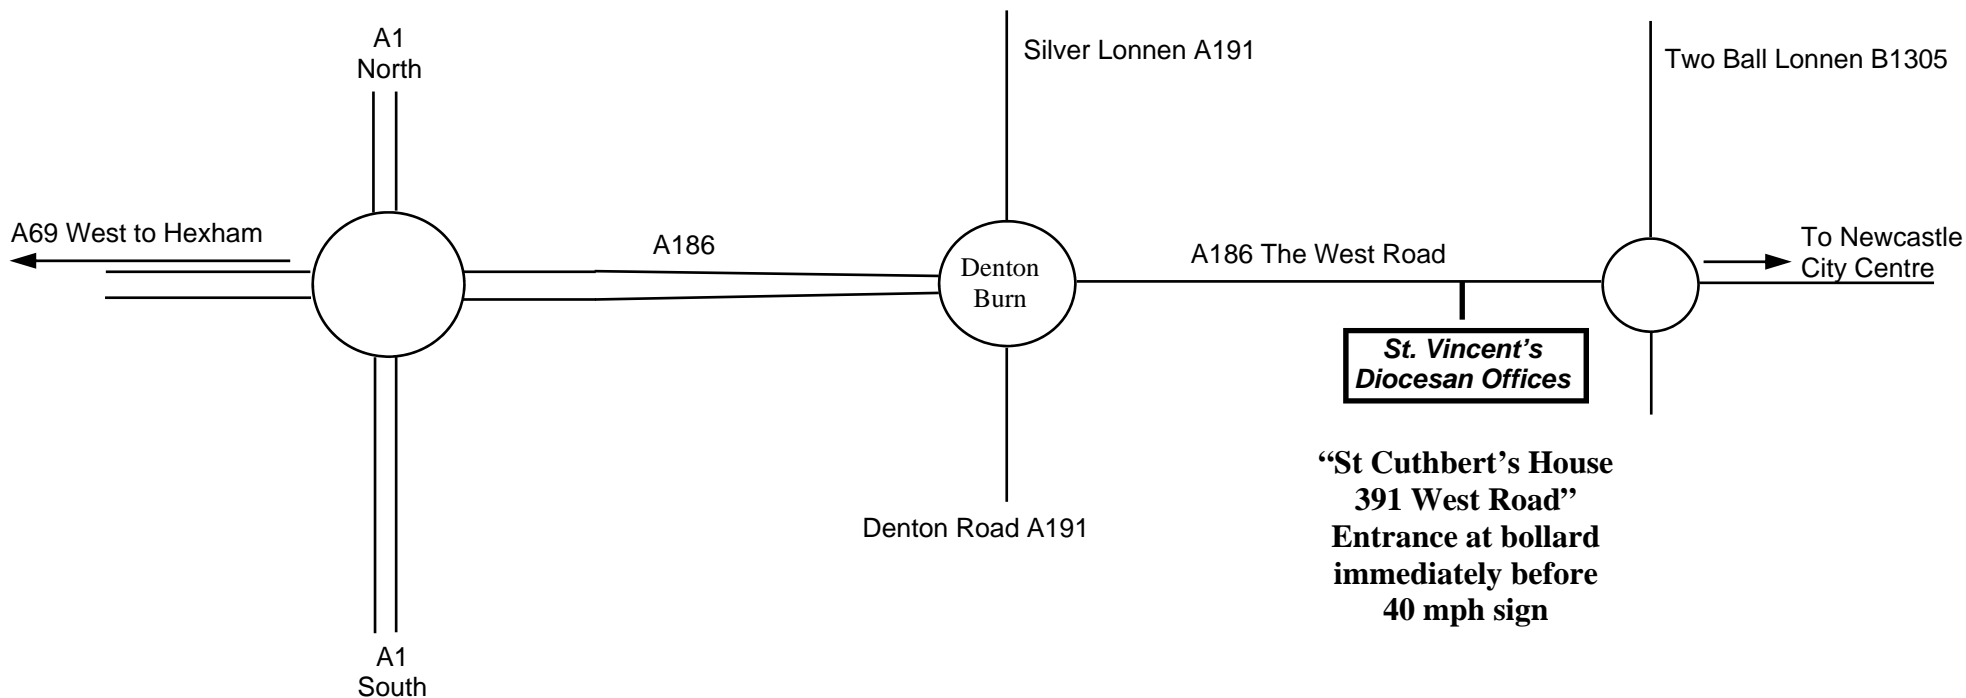 A1
North
Silver Lonnen A191
Two Ball Lonnen B1305
A69 West to Hexham
A186
Denton
Burn
A186 The West Road
To Newcastle
City Centre
St. Vincent’s
Diocesan Offices
“St Cuthbert’s House
391 West Road”
Entrance at bollard
immediately before
40 mph sign
Denton Road A191
A1
South